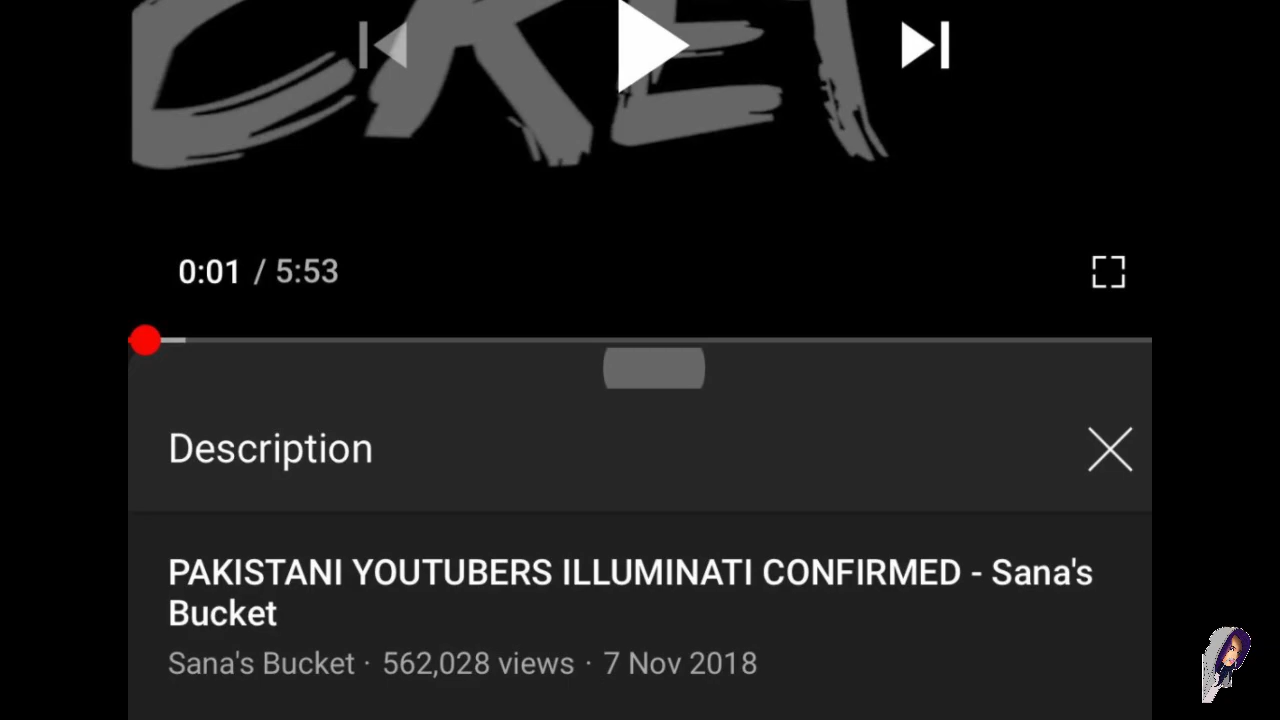 CKET
0:01 / 5:53
Description
PAKISTANI YOUTUBERS ILLUMINATI CONFIRMED - Sana's
Bucket
Sana's Bucket · 562,028 views · 7 Nov 2018